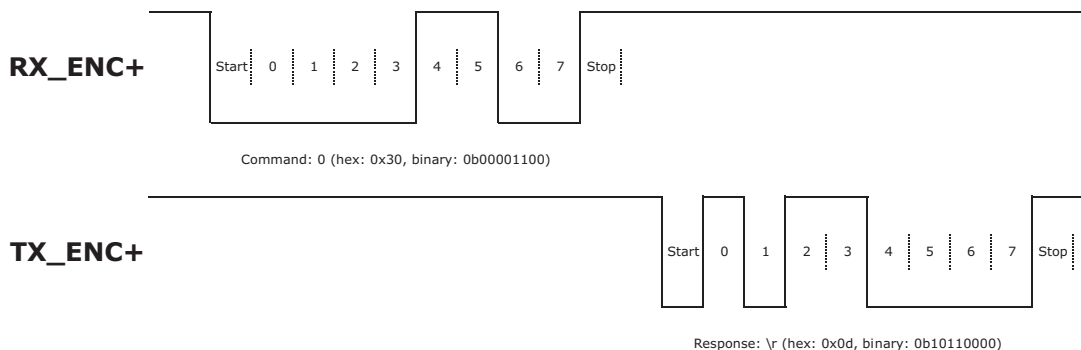 RX_ENC+
Start 0 1 2 3 4 5 6 7 Stop
Command: 0 (hex: 0x30, binary: 0b00001100)
TX_ENC+
Start 0 1 2 3 4 5 6 7 Stop
Response: \r (hex: 0x0d, binary: 0b10110000)